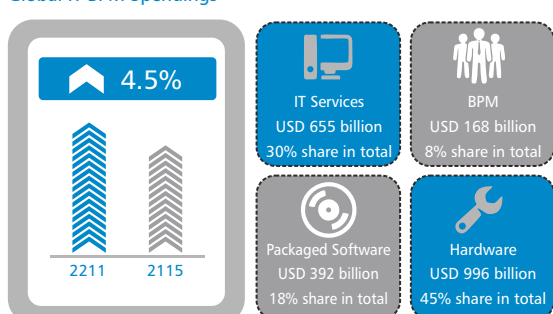 4.5%
2211
2115
IT Services
USD 655 billion
30% share in total
BPM
USD 168 billion
8% share in total
Packaged Software
USD 392 billion
18% share in total
Hardware
USD 996 billion
45% share in total